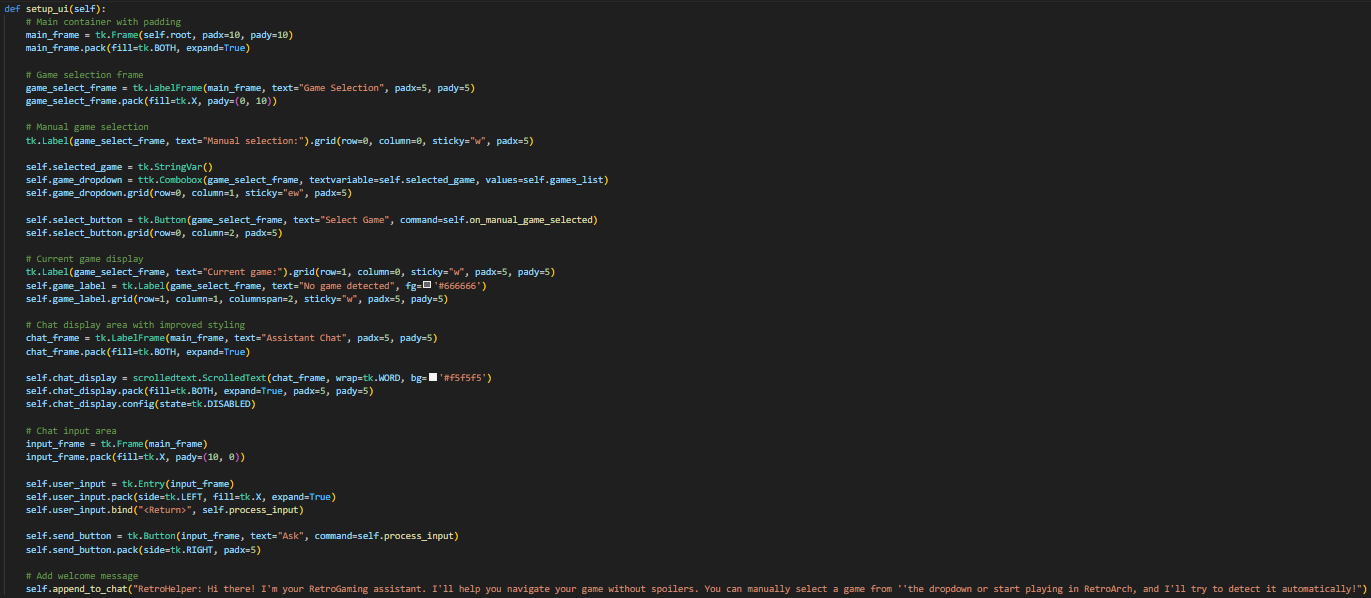 def setup_ui(self):
# Main container with padding
main_frame = tk.Frame(self.root, padx=10, pady=10)
main_frame.pack(fill=tk.BOTH, expand=True)
# Game selection frame
game_select_frame = tk.LabelFrame(main_frame, text="Game Selection", padx=5, pady=5)
game_select_frame.pack(fill=tk.X, pady=(0, 10))
# Manual game selection
tk.Label(game_select_frame, text="Manual selection:").grid(row=0, column=0, sticky="w", padx=5)
self.selected_game = tk.StringVar()
self.game_dropdown = ttk.Combobox(game_select_frame, textvariable=self.selected_game, values=self.games_list)
self.game_dropdown.grid(row=0, column=1, sticky="ew", padx=5)
self.select_button = tk.Button(game_select_frame, text="Select Game", command=self.on_manual_game_selected)
self.select_button.grid(row=0, column=2, padx=5)
# Current game display
tk.Label(game_select_frame, text="Current game:").grid(row=1, column=0, sticky="w", padx=5, pady=5)
self.game_label = tk.Label(game_select_frame, text="No game detected", fg='#666666')
self.game_label.grid(row=1, column=1, columnspan=2, sticky="w", padx=5, pady=5)
# Chat display area with improved styling
chat_frame = tk.LabelFrame(main_frame, text="Assistant Chat", padx=5, pady=5)
chat_frame.pack(fill=tk.BOTH, expand=True)
self.chat_display = scrolledtext.ScrolledText(chat_frame, wrap=tk.WORD, bg='#f5f5f5')
self.chat_display.pack(fill=tk.BOTH, expand=True, padx=5, pady=5)
self.chat_display.config(state=tk.DISABLED)
# Chat input area
input_frame = tk.Frame(main_frame)
input_frame.pack(fill=tk.X, pady=(10, 0))
self.user_input = tk.Entry(input_frame)
self.user_input.pack(side=tk.LEFT, fill=tk.X, expand=True)
self.user_input.bind("<Return>", self.process_input)
self.send_button = tk.Button(input_frame, text="Ask", command=self.process_input)
self.send_button.pack(side=tk.RIGHT, padx=5)
# Add welcome message
self.append_to_chat("RetroHelper: Hi there! I'm your RetroGaming assistant. I'll help you navigate your game without spoilers. You can manually select a game from ''the dropdown or start playing in RetroArch, and I'll try to detect it automatically!")